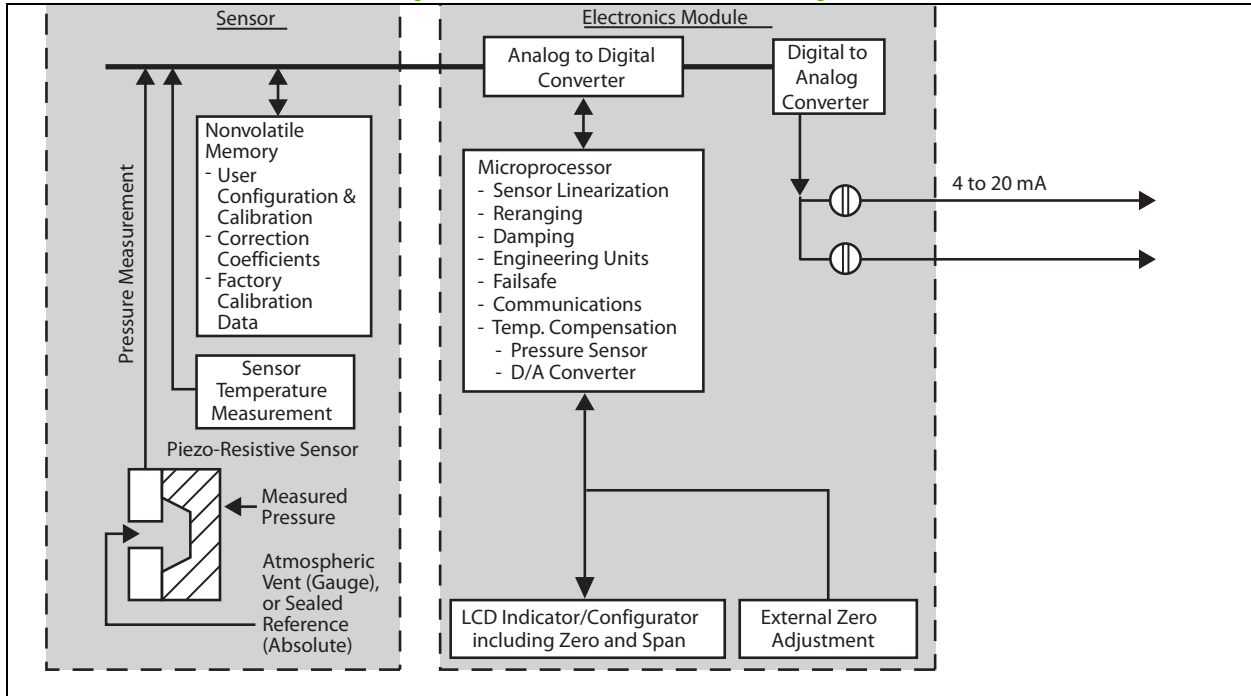 Sensor
Electronics Module
Analog to Digital
Converter
Digital to
Analog
Converter
Nonvolatile
Memory
- User
Configuration &
Calibration
- Correction
Coefficients
- Factory
Calibration
Data
Pressure Measurement
Microprocessor
- Sensor Linearization
- Reranging
- Damping
- Engineering Units
- Failsafe
- Communications
- Temp. Compensation
- Pressure Sensor
- D/A Converter
4 to 20 mA
Sensor
Temperature
Measurement
Piezo-Resistive Sensor
Measured
Pressure
Atmospheric
Vent (Gauge),
or Sealed
Reference
(Absolute)
LCD Indicator/Configurator
including Zero and Span
External Zero
Adjustment